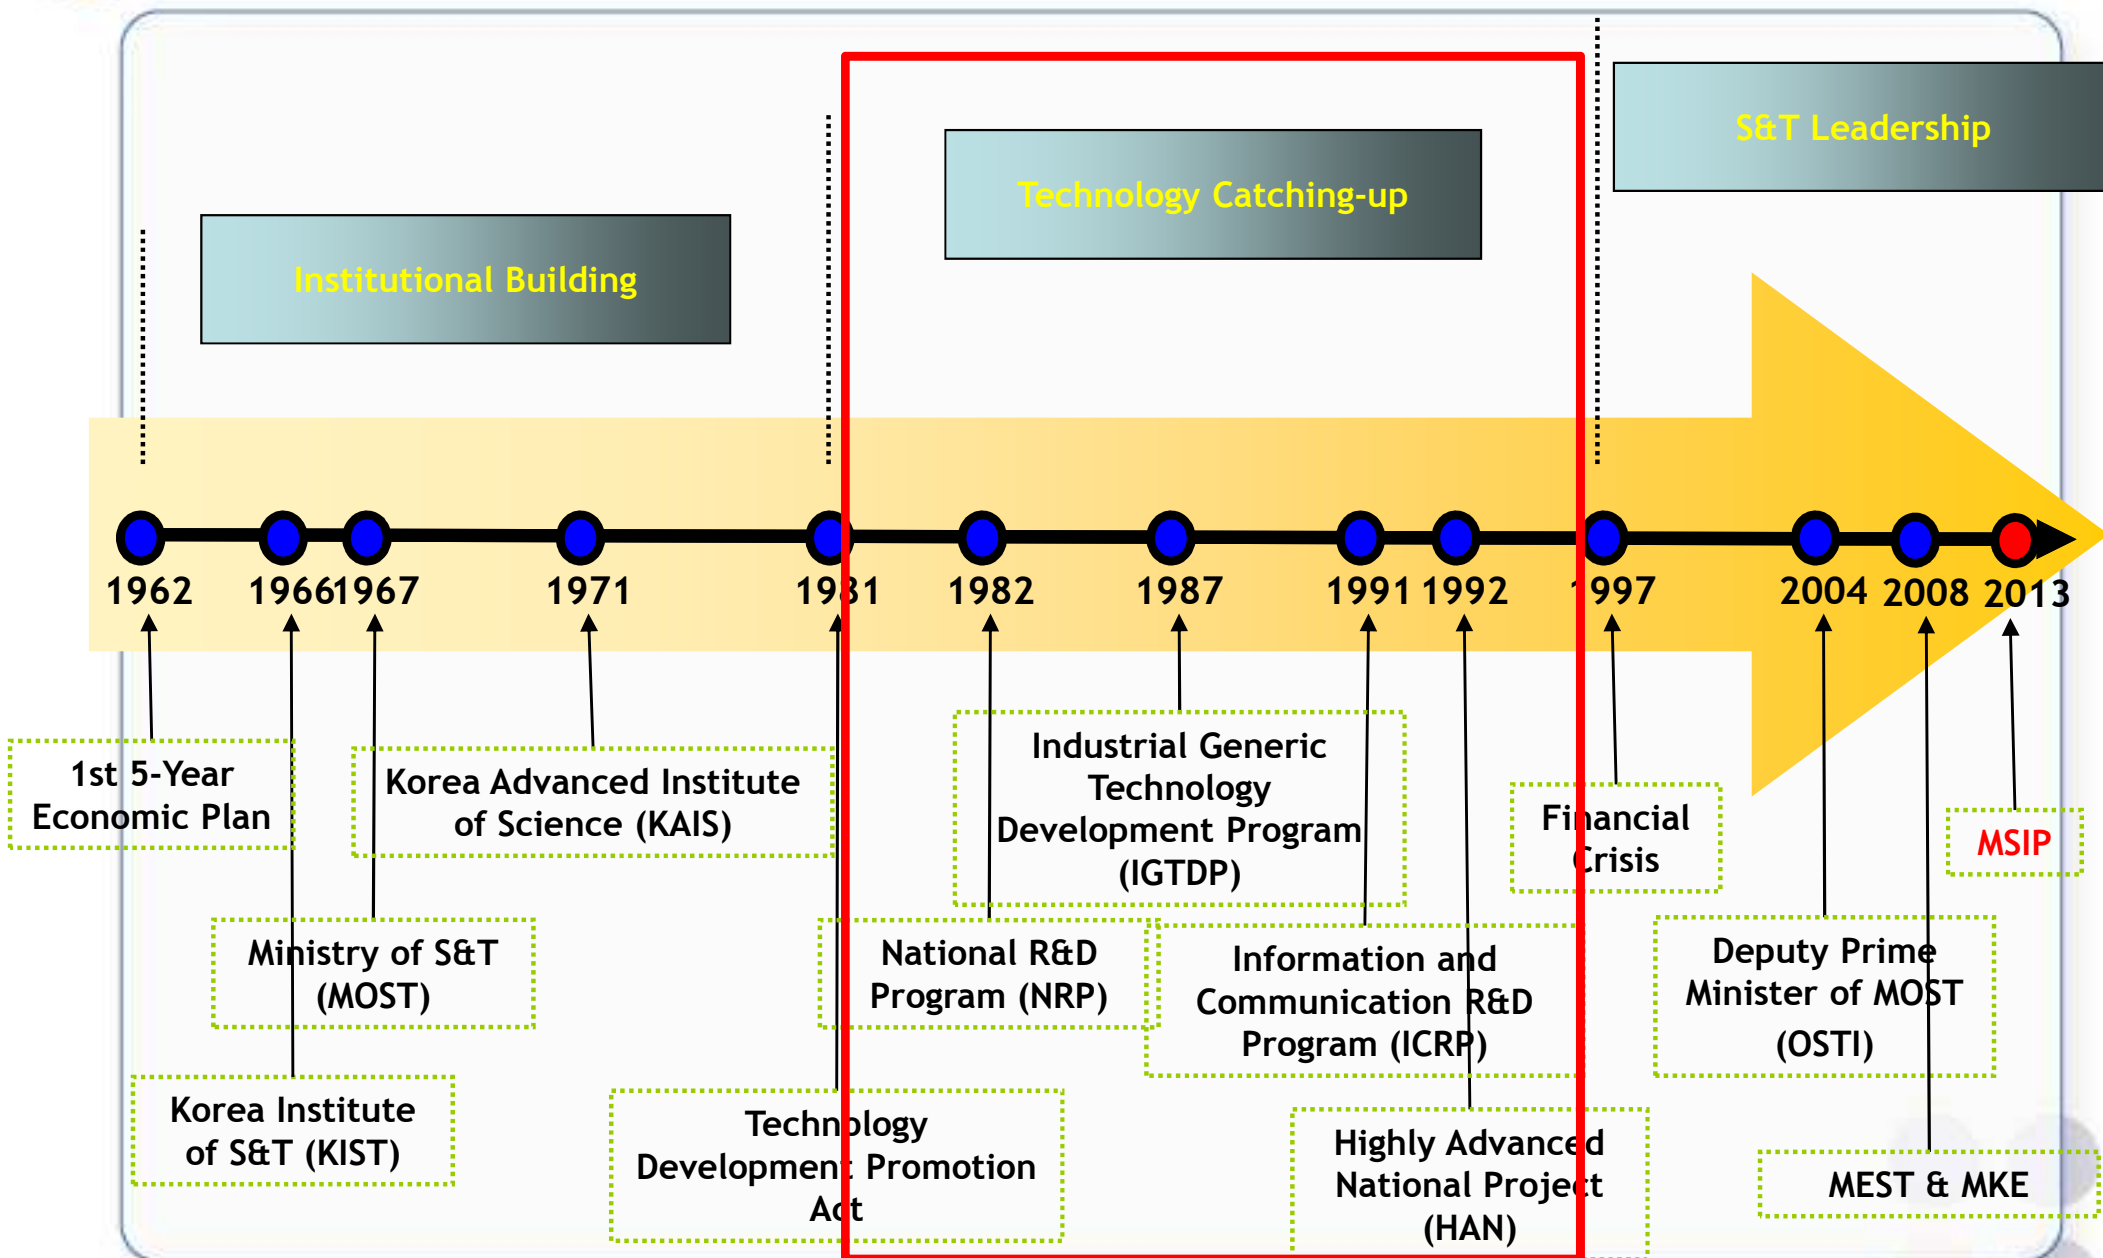 S&T Leadership
Technology Catching-up
Institutional Building
1962
1966
1967
1971
1981
1982
1987
1991
1992
1997
2004
2008
2013
1st 5-Year
Economic Plan
Korea Advanced Institute
of Science (KAIS)
Industrial Generic
Technology
Development Program
(IGTDP)
Financial
Crisis
MSIP
Ministry of S&T
(MOST)
National R&D
Program (NRP)
Information and
Communication R&D
Program (ICRP)
Deputy Prime
Minister of MOST
(OSTI)
Korea Institute
of S&T (KIST)
Technology
Development Promotion
Act
Highly Advanced
National Project
(HAN)
MEST & MKE